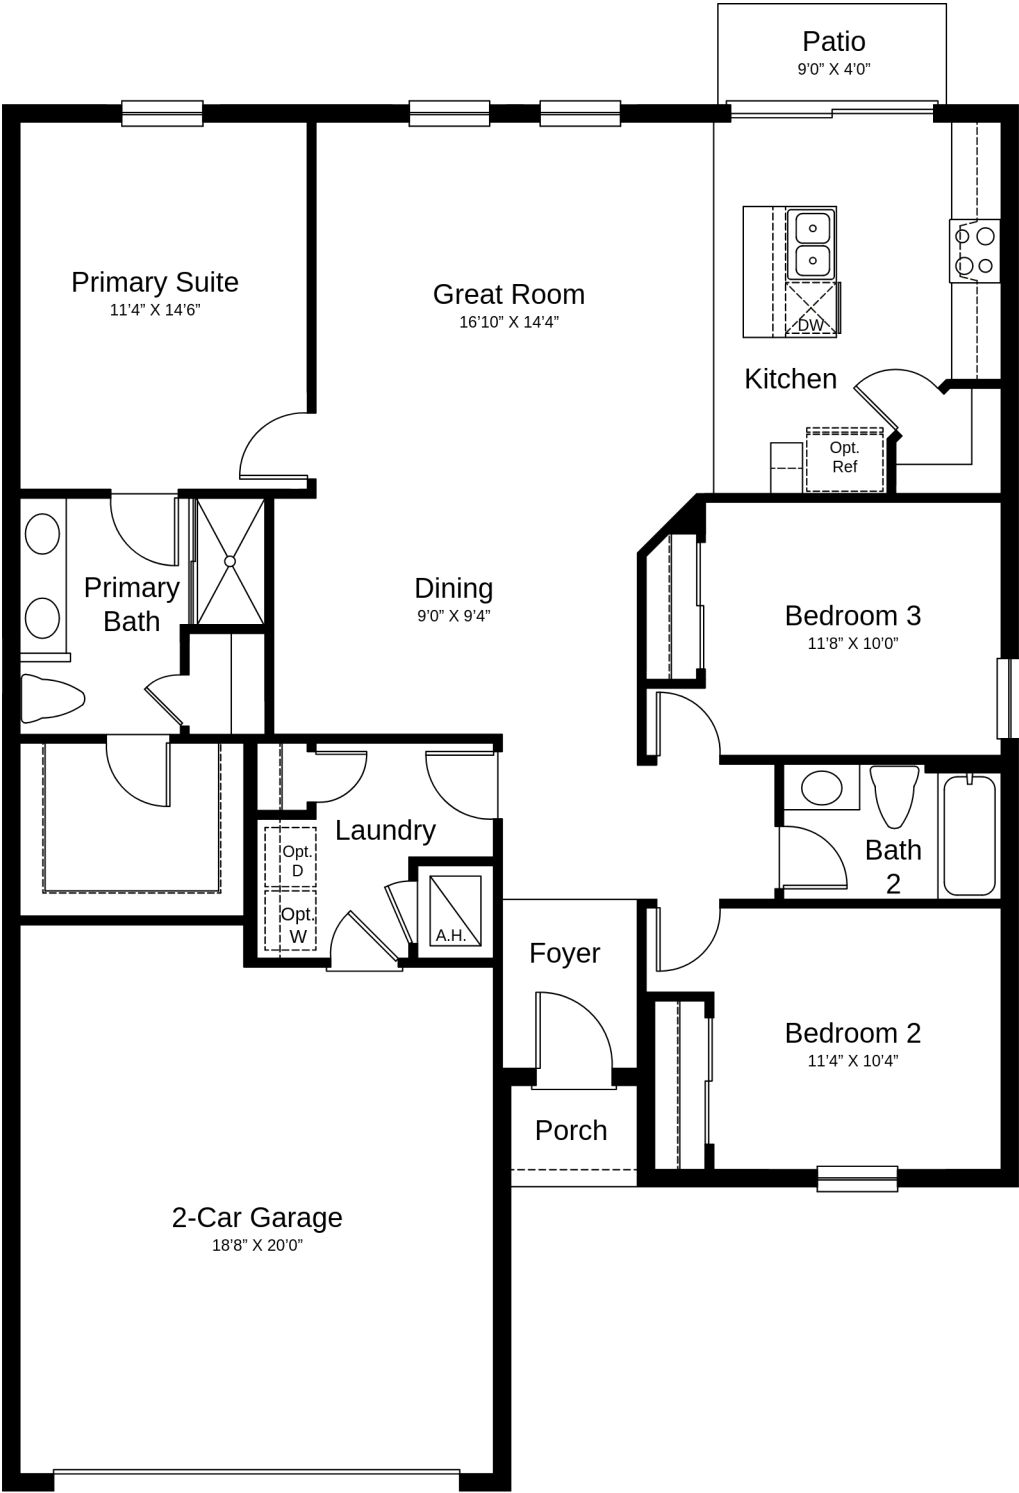 Patio
9’0” X 4’0”
Primary Suite
11’4” X 14’6”
Great Room
16’10” X 14’4”
DW
Kitchen
Opt.
Ref
Primary
Bath
Dining
9’0” X 9’4”
Bedroom 3
11’8” X 10’0”
Laundry
Opt.
D
Opt.
W
A.H.
Bath
2
Foyer
Bedroom 2
11’4” X 10’4”
Porch
2-Car Garage
18’8” X 20’0”